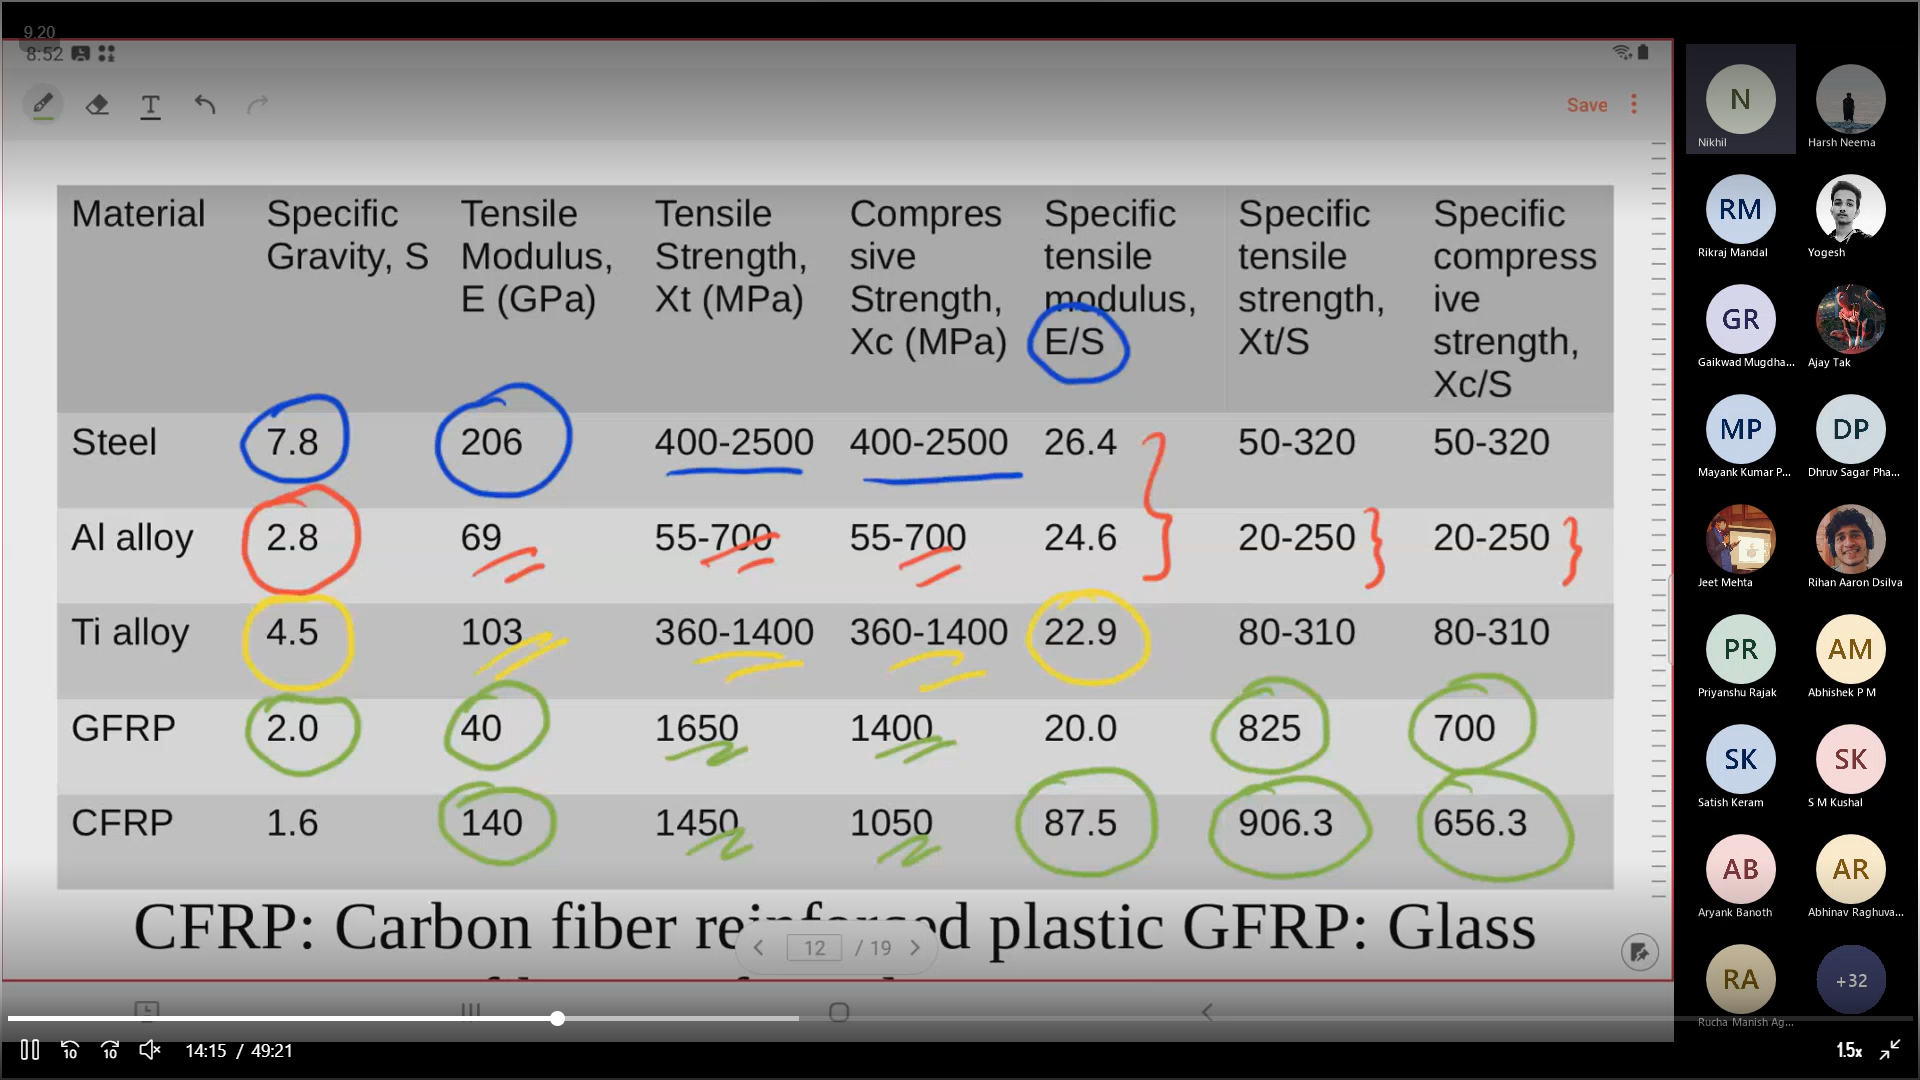 9.20
8:52
T
Save
Material Specific Gravity, S Tensile Modulus, E (GPa) Tensile Strength, Xt (MPa) Compres sive Strength, Xc (MPa) Specific tensile modulus, E/S Specific tensile strength, Xt/S Specific compress ive strength, Xc/S
Steel 7.8 206 400-2500 400-2500 26.4 50-320 50-320
Al alloy 2.8 69 55-700 55-700 24.6 20-250 20-250
Ti alloy 4.5 103 360-1400 360-1400 22.9 80-310 80-310
GFRP 2.0 40 1650 1400 20.0 825 700
CFRP 1.6 140 1450 1050 87.5 906.3 656.3
CFRP: Carbon fiber reinforced plastic GFRP: Glass
12 / 19
10 10 14:15 / 49:21 1.5x
N
Nikhil Harsh Neema
RM
Rikraj Mandal Yogesh
GR
Gaikwad Mugdha... Ajay Tak
MP DP
Mayank Kumar P... Dhruv Sagar Pha...
Jeet Mehta Rihan Aaron Dsilva
PR AM
Priyanshu Rajak Abhishek P M
SK SK
Satish Keram S M Kushal
AB AR
Aryank Banoth Abhinav Raghuva...
RA +32
Rucha Manish Ag...